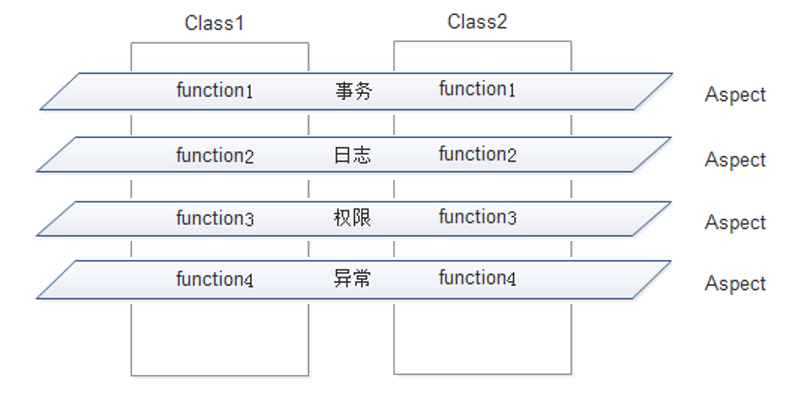 Class1 Class2
function1 事务 function1 Aspect
function2 日志 function2 Aspect
function3 权限 function3 Aspect
function4 异常 function4 Aspect